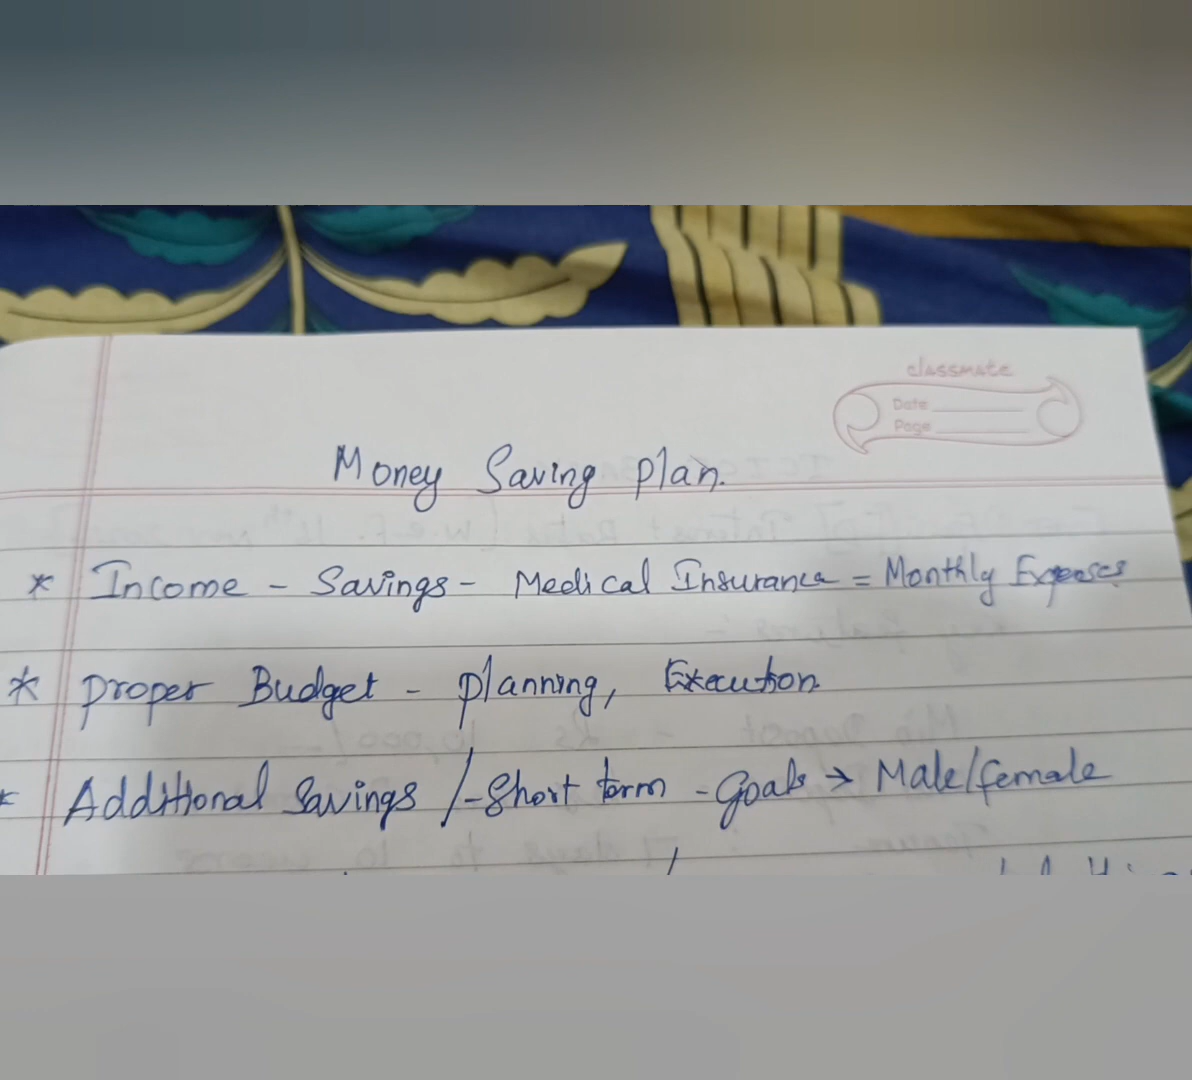 classmate
Date
Page
Money Saving plan.
* Income - Savings - Medical Insurance = Monthly Expenses
* proper Budget - planning, Execution
* Additional Savings /- Short term - Goals → Male/female